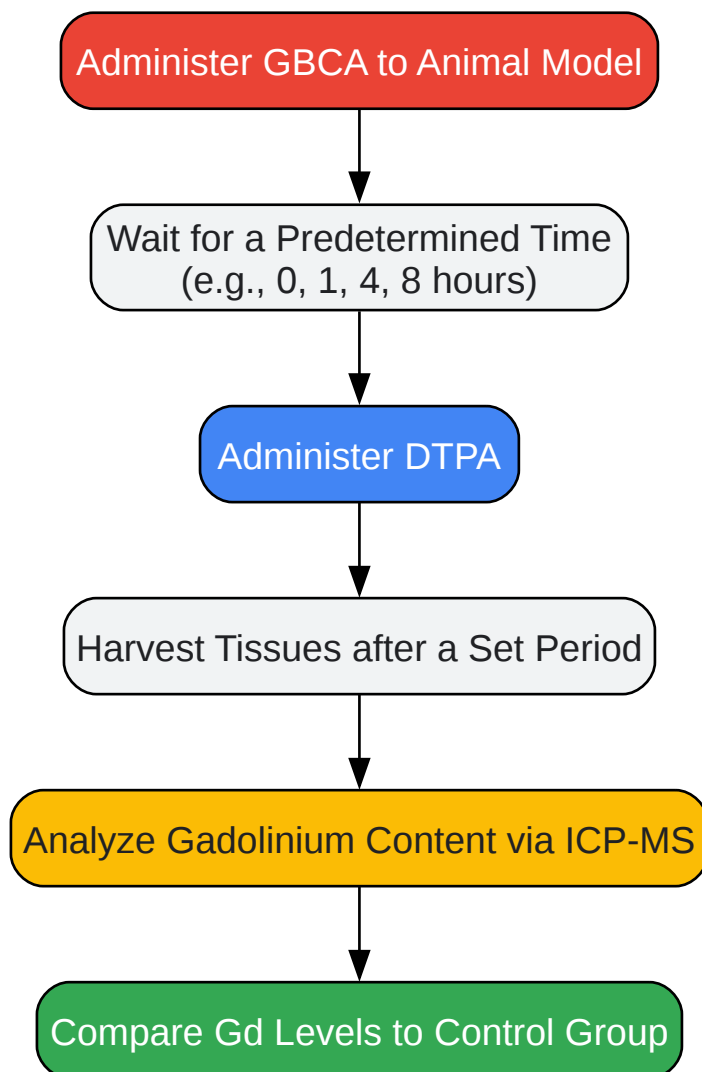 Administer GBCA to Animal Model
Wait for a Predetermined Time
(e.g., 0, 1, 4, 8 hours)
Administer DTPA
Harvest Tissues after a Set Period
Analyze Gadolinium Content via ICP-MS
Compare Gd Levels to Control Group